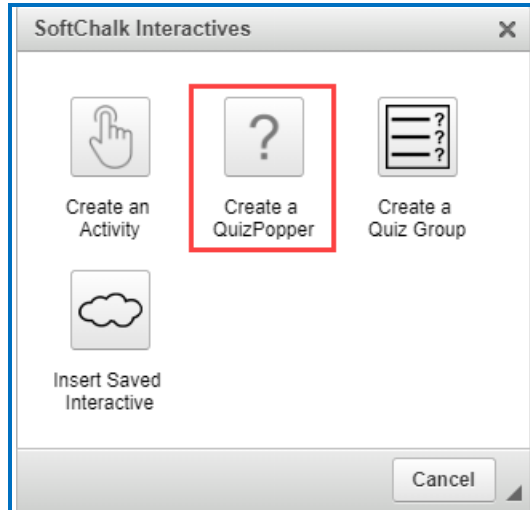 SoftChalk Interactives
?
?
?
?
Create an
Activity
Create a
QuizPopper
Create a
Quiz Group
Insert Saved
Interactive
Cancel